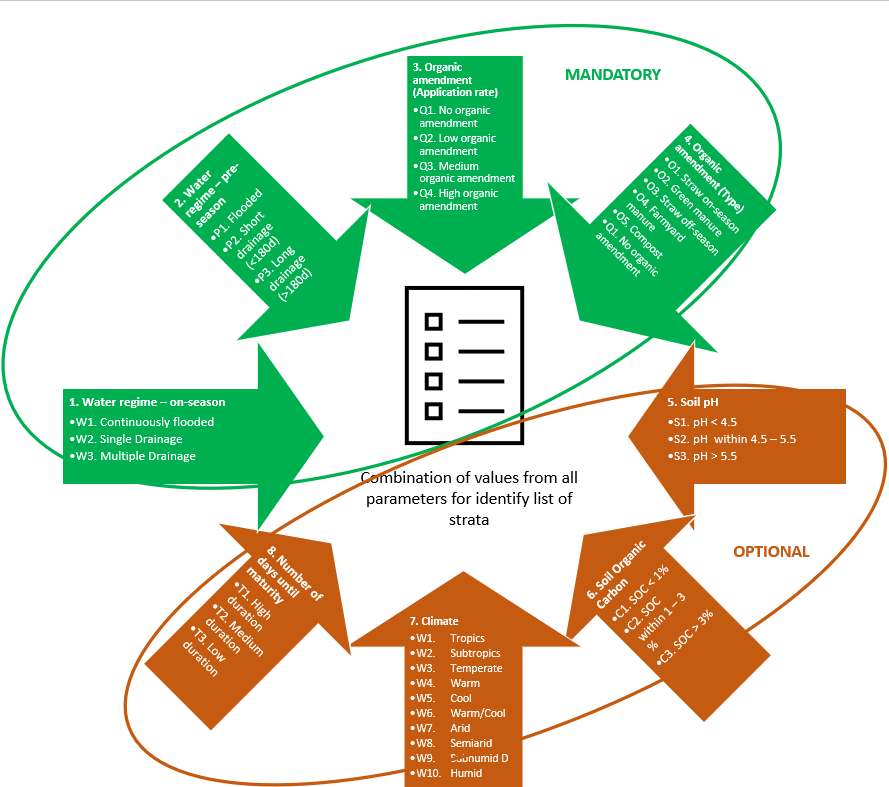 MANDATORY
1. Water regime – on-season
•W1. Continuously flooded
•W2. Single Drainage
•W3. Multiple Drainage
2. Water
regime – pre-
season
•P1. Flooded
•P2. Short
drainage
(<180d)
•P3. Long
drainage
(>180d)
3. Organic
amendment
(Application rate)
•Q1. No organic
amendment
•Q2. Low organic
amendment
•Q3. Medium
organic amendment
•Q4. High organic
amendment
4. Organic
amendment (Type)
•O1. Straw on-season
•O2. Green manure
•O3. Straw off-season
•O4. Farmyard
manure
•O5. Compost
•Q1. No organic
amendment
Combination of values from all
parameters for identify list of
strata
OPTIONAL
5. Soil pH
•S1. pH < 4.5
•S2. pH within 4.5 – 5.5
•S3. pH > 5.5
6. Soil Organic
Carbon
•C1. SOC < 1%
•C2. SOC
within 1 – 3
%
•C3. SOC > 3%
7. Climate
•W1. Tropics
•W2. Subtropics
•W3. Temperate
•W4. Warm
•W5. Cool
•W6. Warm/Cool
•W7. Arid
•W8. Semiarid
•W9. Subnumid D
•W10. Humid
8. Number of
days until
maturity
•T1. High
duration
•T2. Medium
duration
•T3. Low
duration